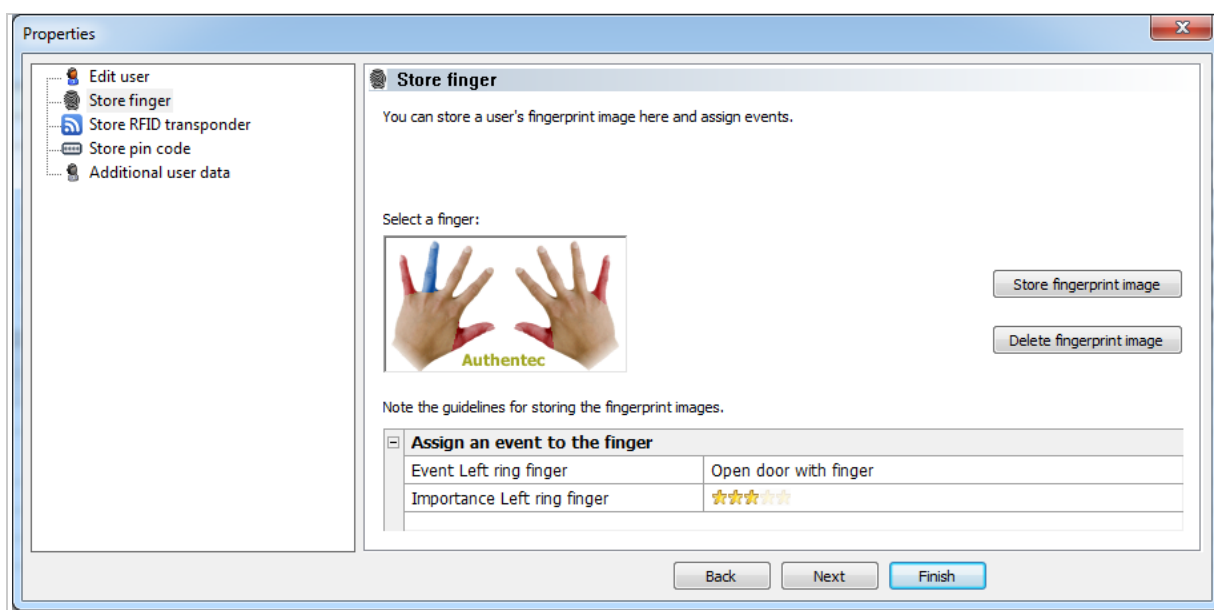 Properties
Edit user
Store finger
Store RFID transponder
Store pin code
Additional user data
Store finger
You can store a user's fingerprint image here and assign events.
Select a finger:
Authentec
Store fingerprint image
Delete fingerprint image
Note the guidelines for storing the fingerprint images.
Assign an event to the finger
Event Left ring finger Open door with finger
Importance Left ring finger
Back Next Finish